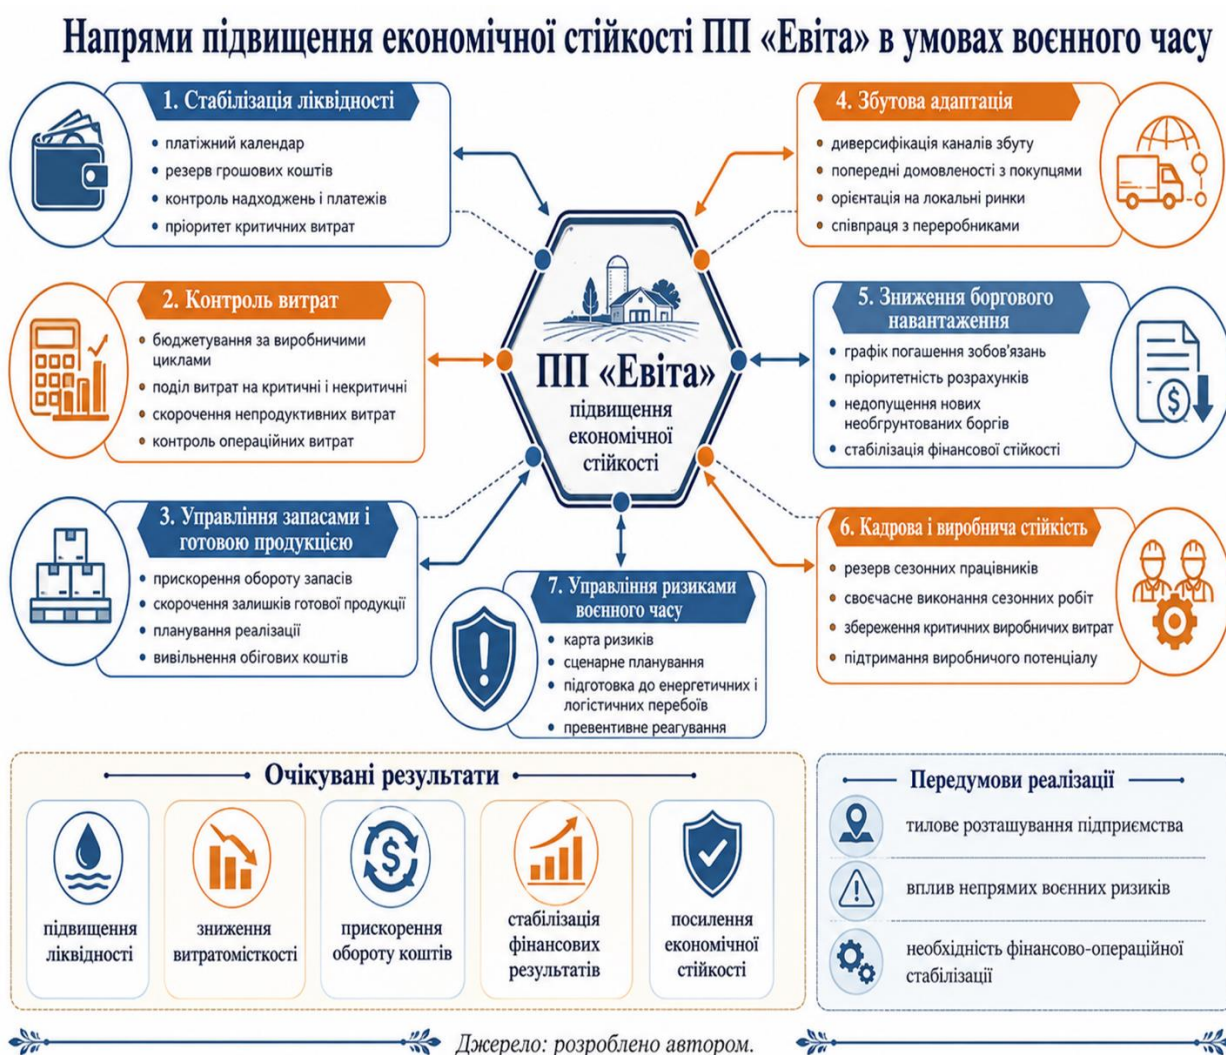 Напрями підвищення економічної стійкості ПП «Евіта» в умовах воєнного часу
1. Стабілізація ліквідності
• платіжний календар
• резерв грошових коштів
• контроль надходжень і платежів
• пріоритет критичних витрат
2. Контроль витрат
• бюджетування за виробничими
циклами
• поділ витрат на критичні і некритичні
• скорочення непродуктивних витрат
• контроль операційних витрат
3. Управління запасами і
готовою продукцією
• прискорення обороту запасів
• скорочення залишків готової продукції
• планування реалізації
• вивільнення обігових коштів
ПП «Евіта»
підвищення
економічної
стійкості
4. Збутова адаптація
• диверсифікація каналів збуту
• попередні домовленості з покупцями
• орієнтація на локальні ринки
• співпраця з переробниками
5. Зниження боргового
навантаження
• графік погашення зобов'язань
• пріоритетність розрахунків
• недопущення нових
необґрунтованих боргів
• стабілізація фінансової стійкості
$
6. Кадрова і виробнича стійкість
• резерв сезонних працівників
• своєчасне виконання сезонних робіт
• збереження критичних виробничих витрат
• підтримання виробничого потенціалу
7. Управління ризиками
воєнного часу
• карта ризиків
• сценарне планування
• підготовка до енергетичних і
логістичних перебоїв
• превентивне реагування
Очікувані результати
підвищення
ліквідності
зниження
витратомісткості
$
прискорення
обороту коштів
стабілізація
фінансових
результатів
посилення
економічної
стійкості
Передумови реалізації
тилове розташування підприємства
вплив непрямих воєнних ризиків
необхідність фінансово-операційної
стабілізації
Джерело: розроблено автором.